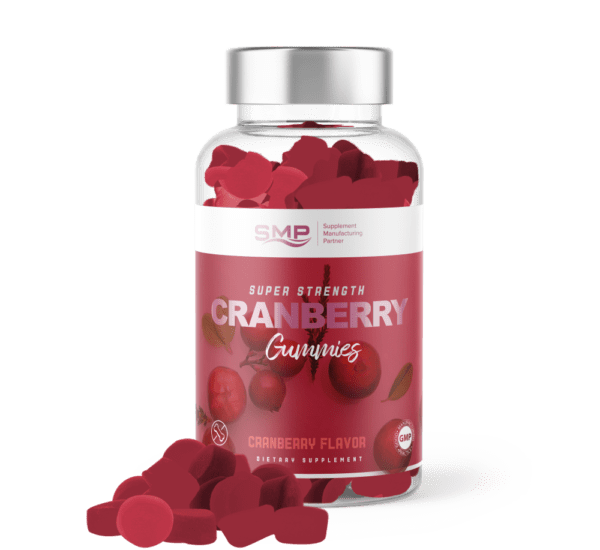 SMP
Supplement
Manufacturing
Partner
SUPER STRENGTH
CRANBERRY
Gummies
CRANBERRY FLAVOR
DIETARY SUPPLEMENT
GMP